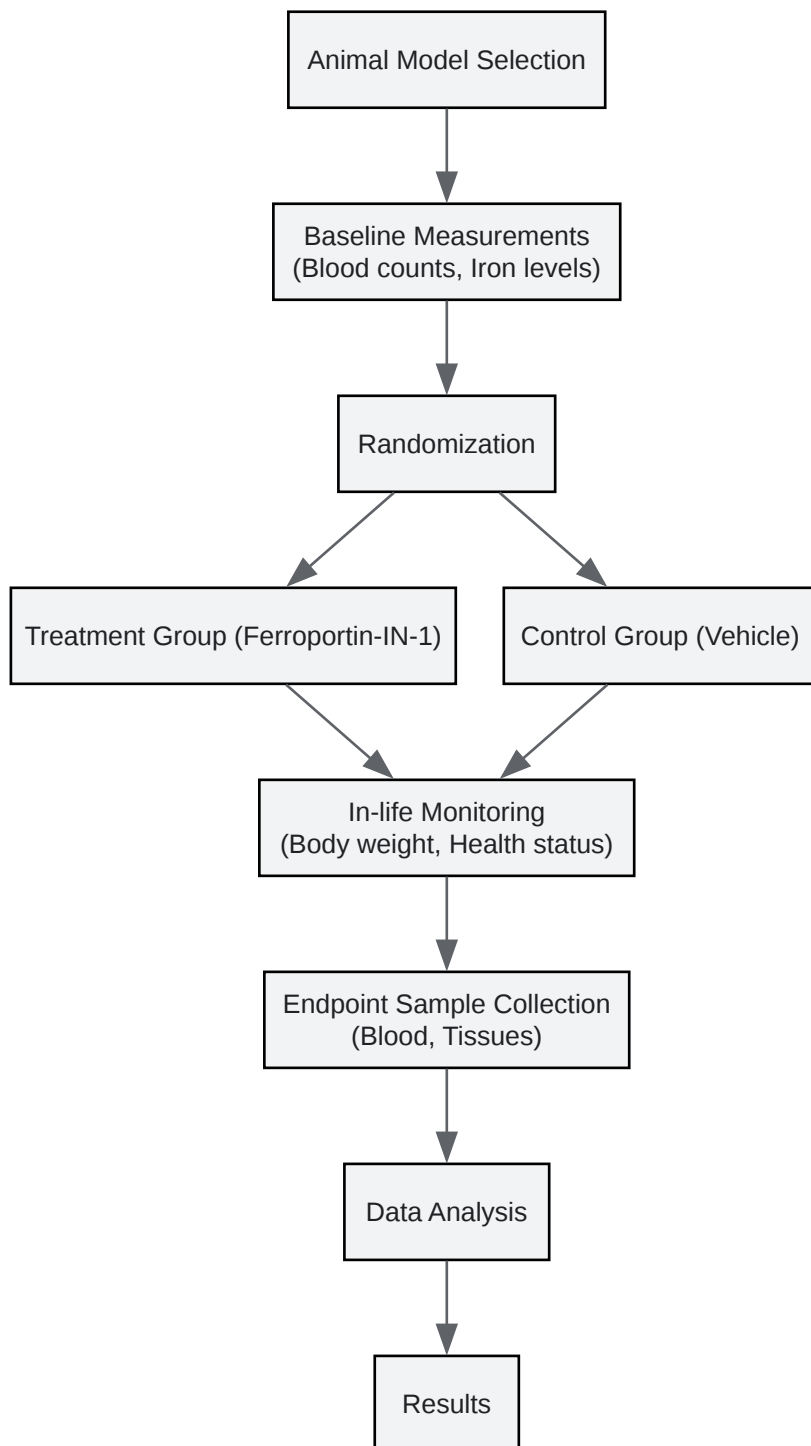 Animal Model Selection
Baseline Measurements
(Blood counts, Iron levels)
Randomization
Treatment Group (Ferroportin-IN-1)
Control Group (Vehicle)
In-life Monitoring
(Body weight, Health status)
Endpoint Sample Collection
(Blood, Tissues)
Data Analysis
Results